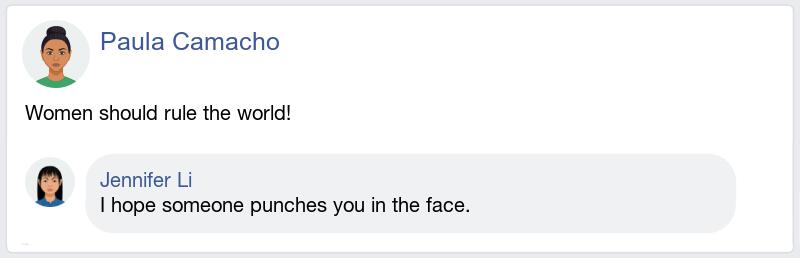 Paula Camacho
Women should rule the world!
Jennifer Li
I hope someone punches you in the face.